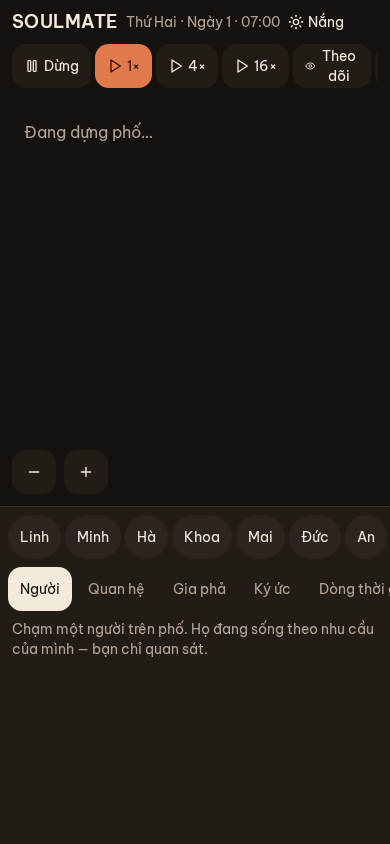 SOULMATE Thứ Hai · Ngày 1 · 07:00 Nắng
Dừng 1× 4× 16× Theo dõi
Đang dựng phố...
− +
Linh Minh Hà Khoa Mai Đức An
Người Quan hệ Gia phả Ký ức Dòng thời
Chạm một người trên phố. Họ đang sống theo nhu cầu
của mình — bạn chỉ quan sát.